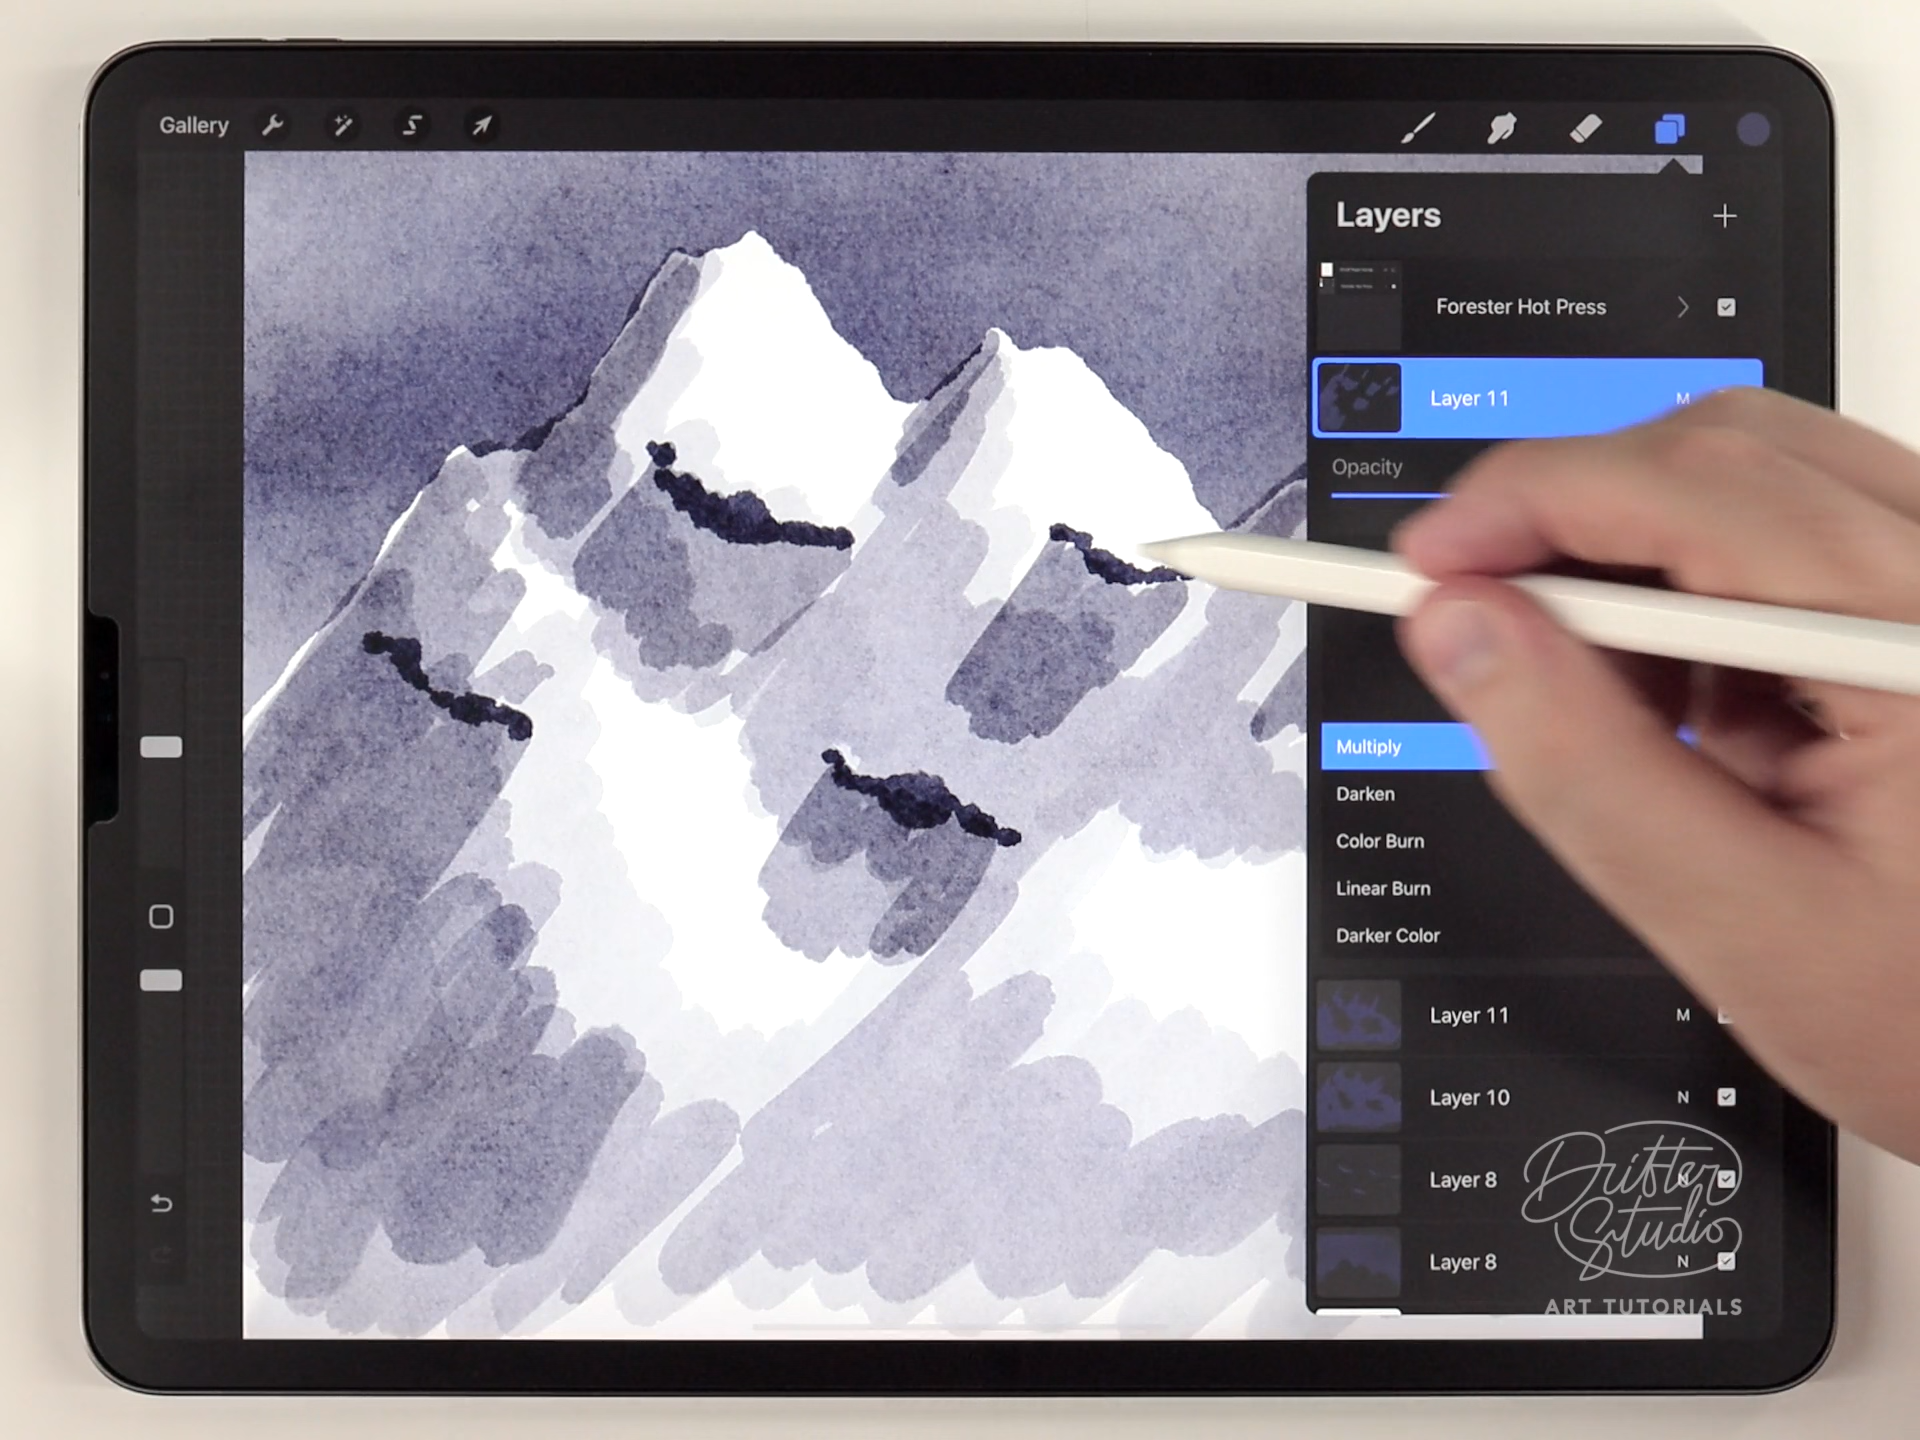 Gallery
Layers
Forester Hot Press
Layer 11 M
Opacity
Multiply
Darken
Color Burn
Linear Burn
Darker Color
Layer 11 M
Layer 10 N
Layer 8 N
Layer 8 N
Drifter
Studio
ART TUTORIALS